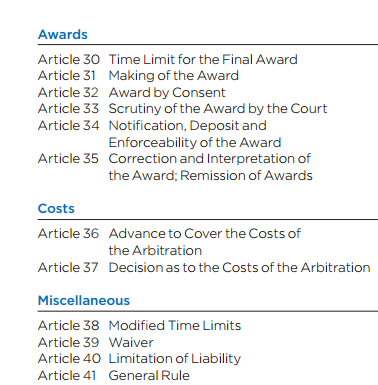 Awards
Article 30 Time Limit for the Final Award
Article 31 Making of the Award
Article 32 Award by Consent
Article 33 Scrutiny of the Award by the Court
Article 34 Notification, Deposit and
Enforceability of the Award
Article 35 Correction and Interpretation of
the Award; Remission of Awards
Costs
Article 36 Advance to Cover the Costs of
the Arbitration
Article 37 Decision as to the Costs of the Arbitration
Miscellaneous
Article 38 Modified Time Limits
Article 39 Waiver
Article 40 Limitation of Liability
Article 41 General Rule